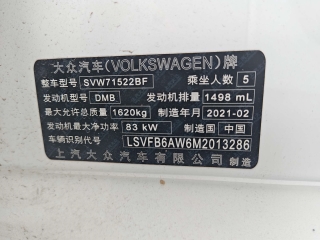 大众汽车(VOLKSWAGEN)牌
整车型号 SVW71522BF 乘坐人数 5
发动机型号 DMB 发动机排量 1498 mL
最大允许总质量 1620kg 制造年月 2021-02
发动机最大净功率 83 kW 制造国 中国
车辆识别代号 LSVFB6AW6M2013286
上汽大众汽车有限公司 制造